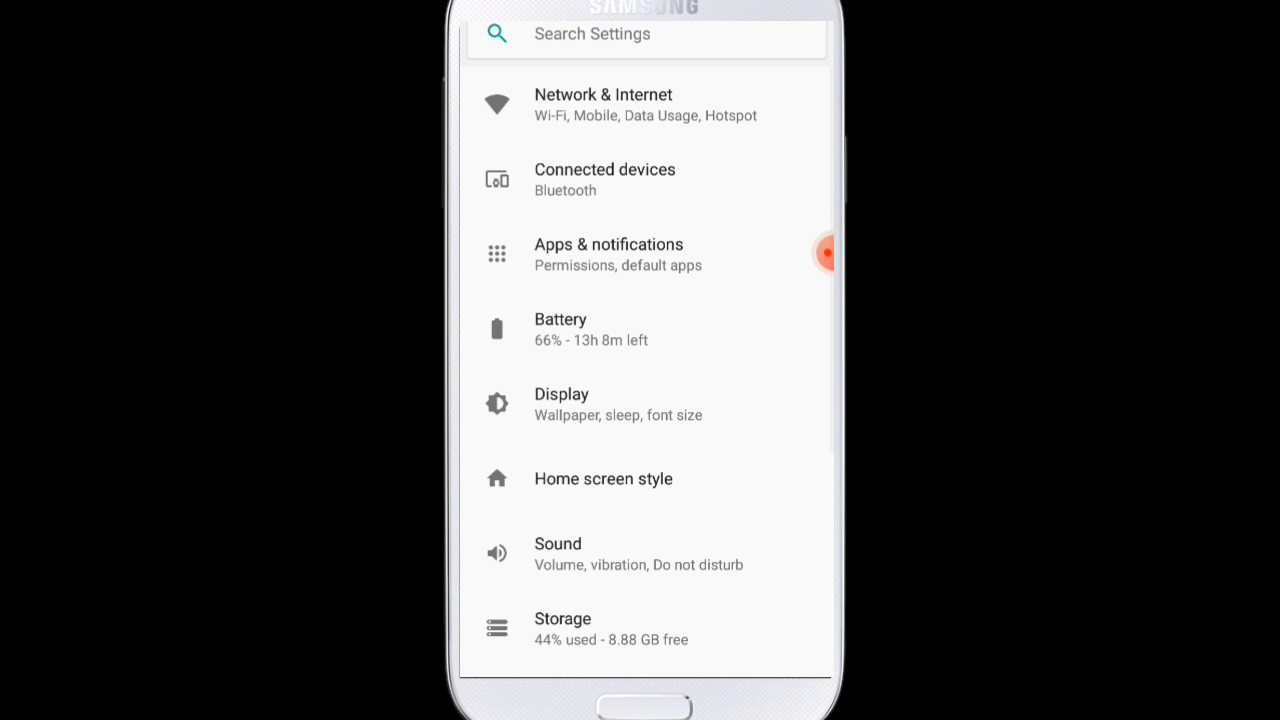 SAMSUNG
Search Settings
Network & Internet
Wi-Fi, Mobile, Data Usage, Hotspot
Connected devices
Bluetooth
Apps & notifications
Permissions, default apps
Battery
66% - 13h 8m left
Display
Wallpaper, sleep, font size
Home screen style
Sound
Volume, vibration, Do not disturb
Storage
44% used - 8.88 GB free